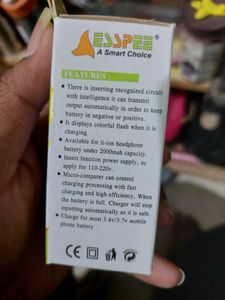 ESSPEE
A Smart Choice
FEATURES :
• There is inserting recognized circuit
with intelligence it can transmit
output automatically in order to keep
battery in negative or positive.
• It displays colorful flash when it is
charging.
• Available for li-ion headphone
battery under 2000mah capacity.
• Insert function power supply, ac
apply for 110-220v.
• Micro-computer can control
charging processing with fast
charging and high efficiency. When
the battery is full. Charger will stop
inputting automatically so it is safe.
• Charge for most 3.6v/3.7v mobile
phone battery
CE